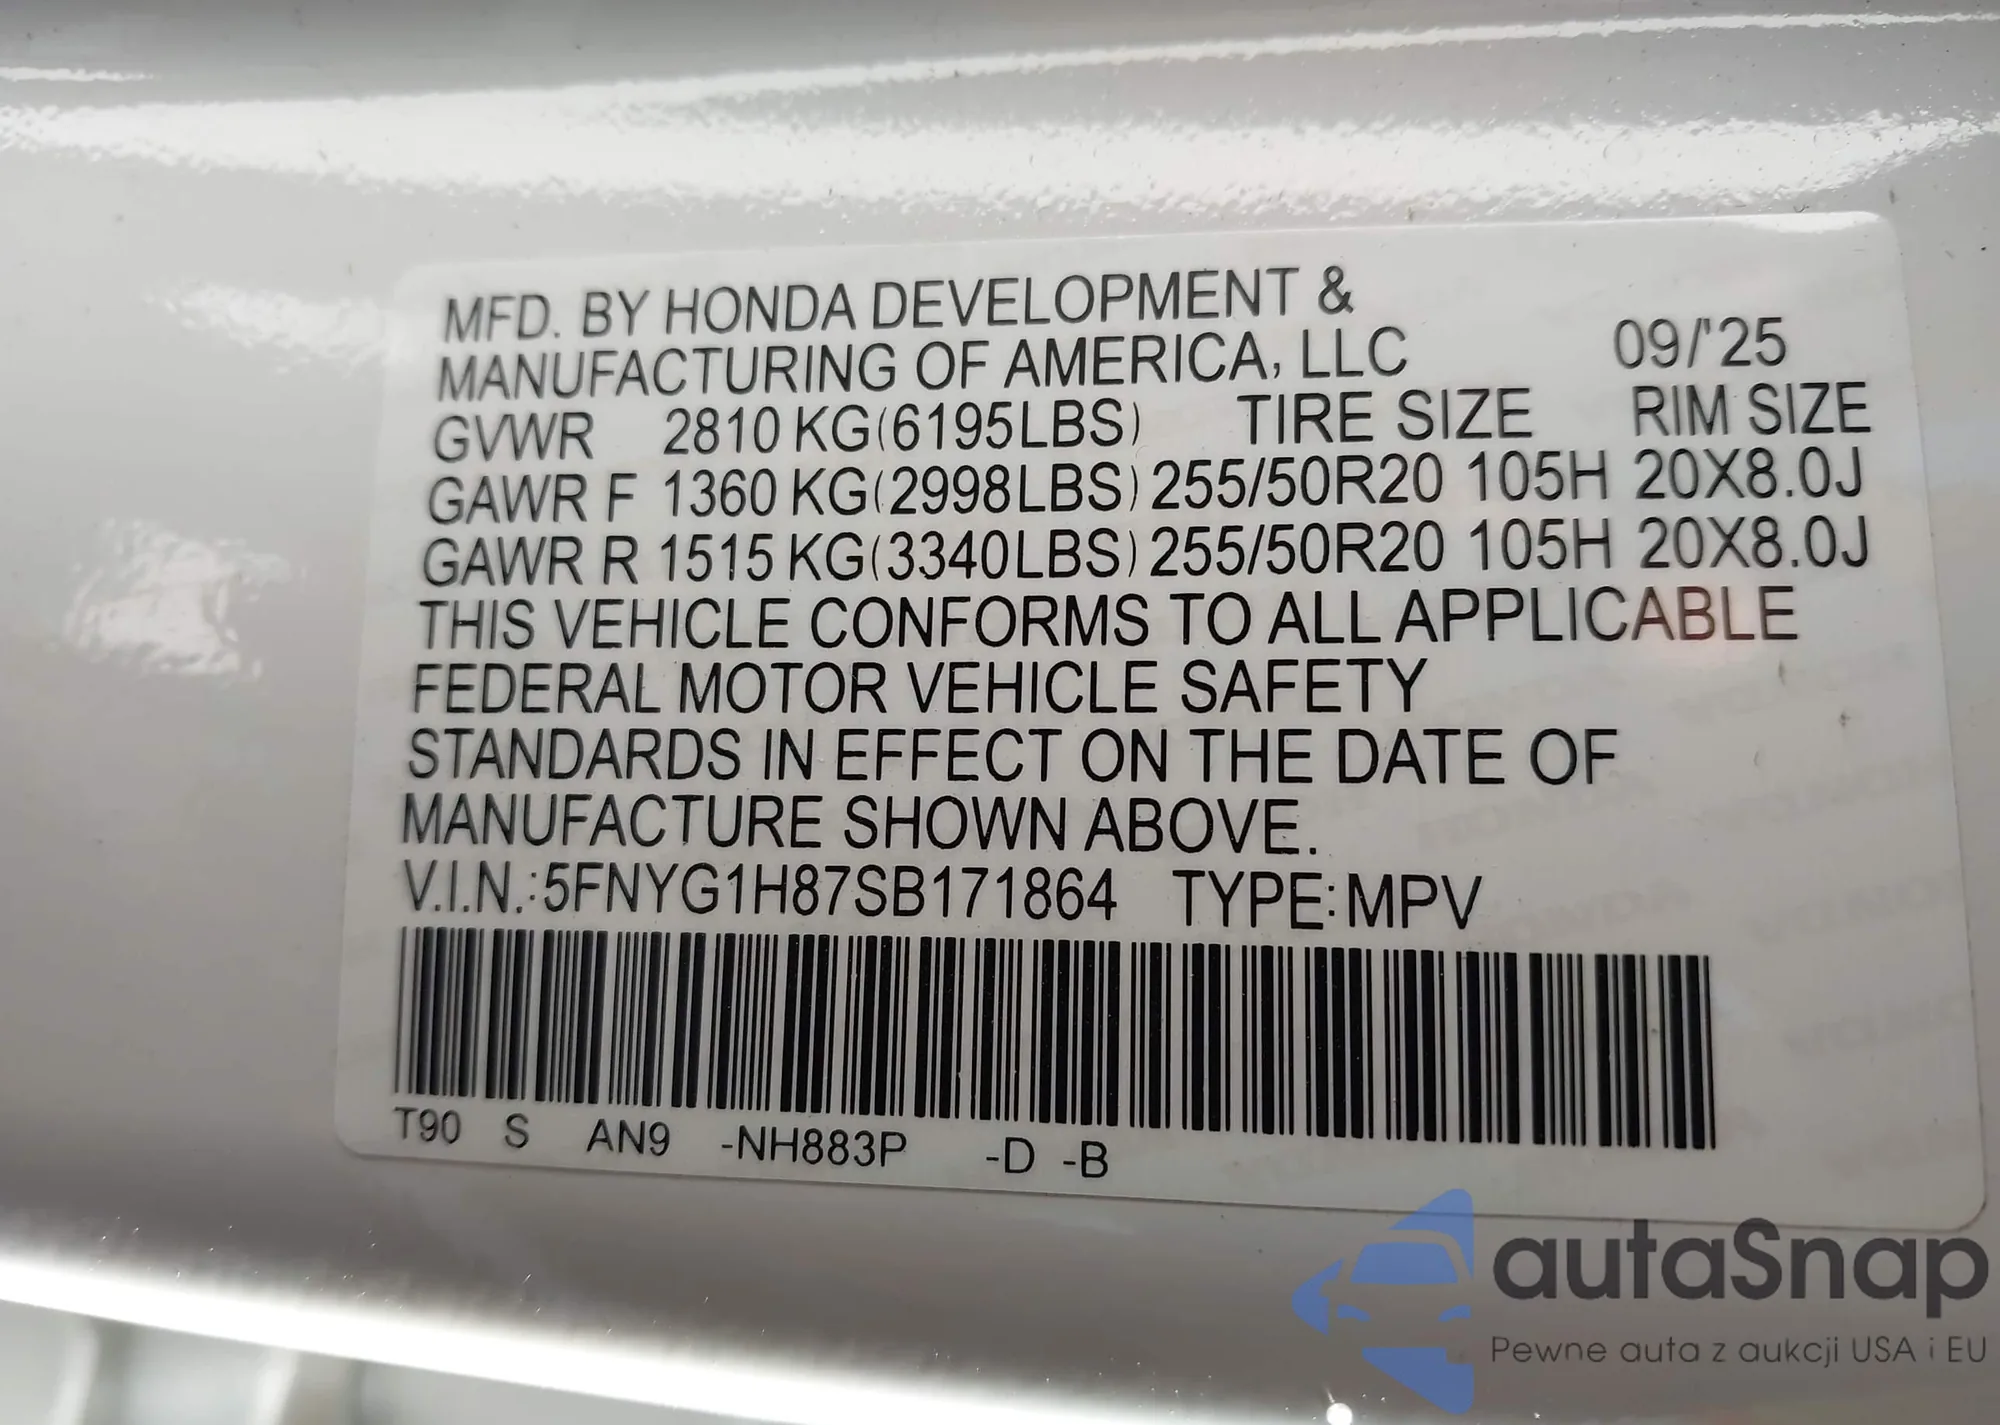 MFD. BY HONDA DEVELOPMENT &
MANUFACTURING OF AMERICA, LLC 09/'25
GVWR 2810 KG(6195LBS) TIRE SIZE RIM SIZE
GAWR F 1360 KG(2998LBS) 255/50R20 105H 20X8.0J
GAWR R 1515 KG(3340LBS) 255/50R20 105H 20X8.0J
THIS VEHICLE CONFORMS TO ALL APPLICABLE
FEDERAL MOTOR VEHICLE SAFETY
STANDARDS IN EFFECT ON THE DATE OF
MANUFACTURE SHOWN ABOVE.
V.I.N.:5FNYG1H87SB171864 TYPE:MPV
T90 S AN9 -NH883P -D -B
autaSnap
Pewne auta z aukcji USA i EU